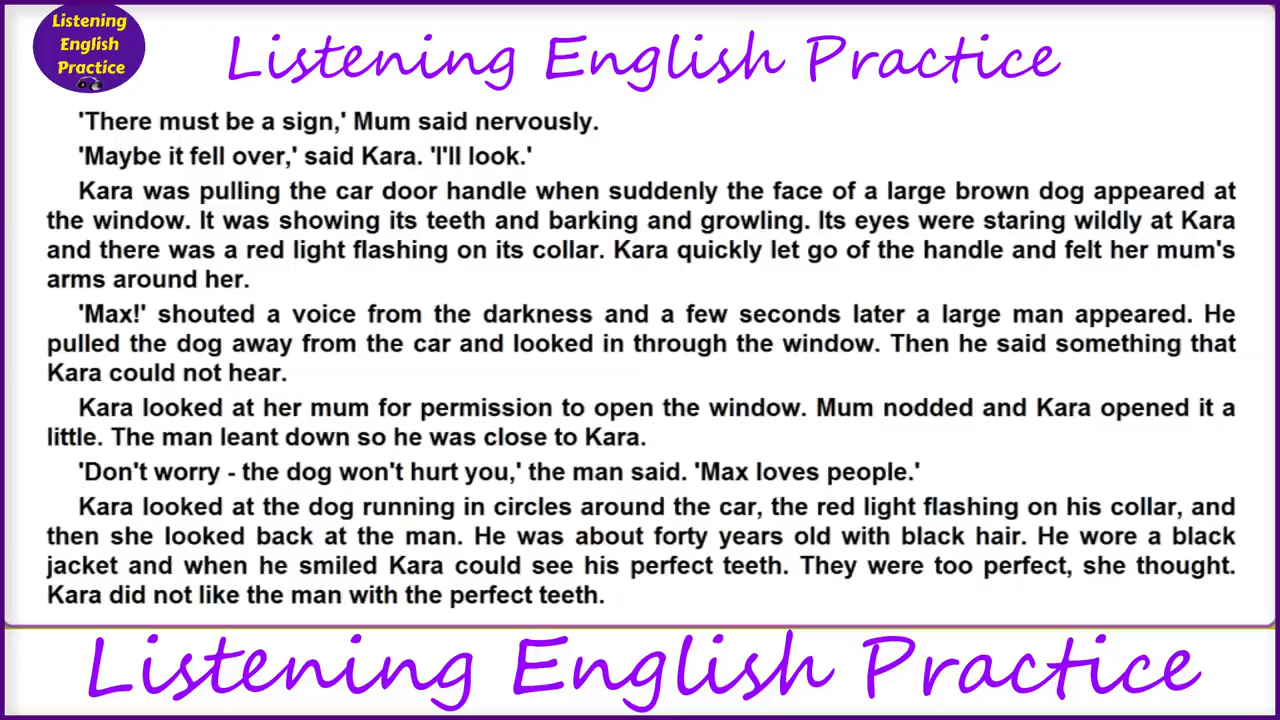 Listening
English
Practice
Listening English Practice
'There must be a sign,' Mum said nervously.
'Maybe it fell over,' said Kara. 'I'll look.'
Kara was pulling the car door handle when suddenly the face of a large brown dog appeared at
the window. It was showing its teeth and barking and growling. Its eyes were staring wildly at Kara
and there was a red light flashing on its collar. Kara quickly let go of the handle and felt her mum's
arms around her.
'Max!' shouted a voice from the darkness and a few seconds later a large man appeared. He
pulled the dog away from the car and looked in through the window. Then he said something that
Kara could not hear.
Kara looked at her mum for permission to open the window. Mum nodded and Kara opened it a
little. The man leant down so he was close to Kara.
'Don't worry - the dog won't hurt you,' the man said. 'Max loves people.'
Kara looked at the dog running in circles around the car, the red light flashing on his collar, and
then she looked back at the man. He was about forty years old with black hair. He wore a black
jacket and when he smiled Kara could see his perfect teeth. They were too perfect, she thought.
Kara did not like the man with the perfect teeth.
Listening English Practice